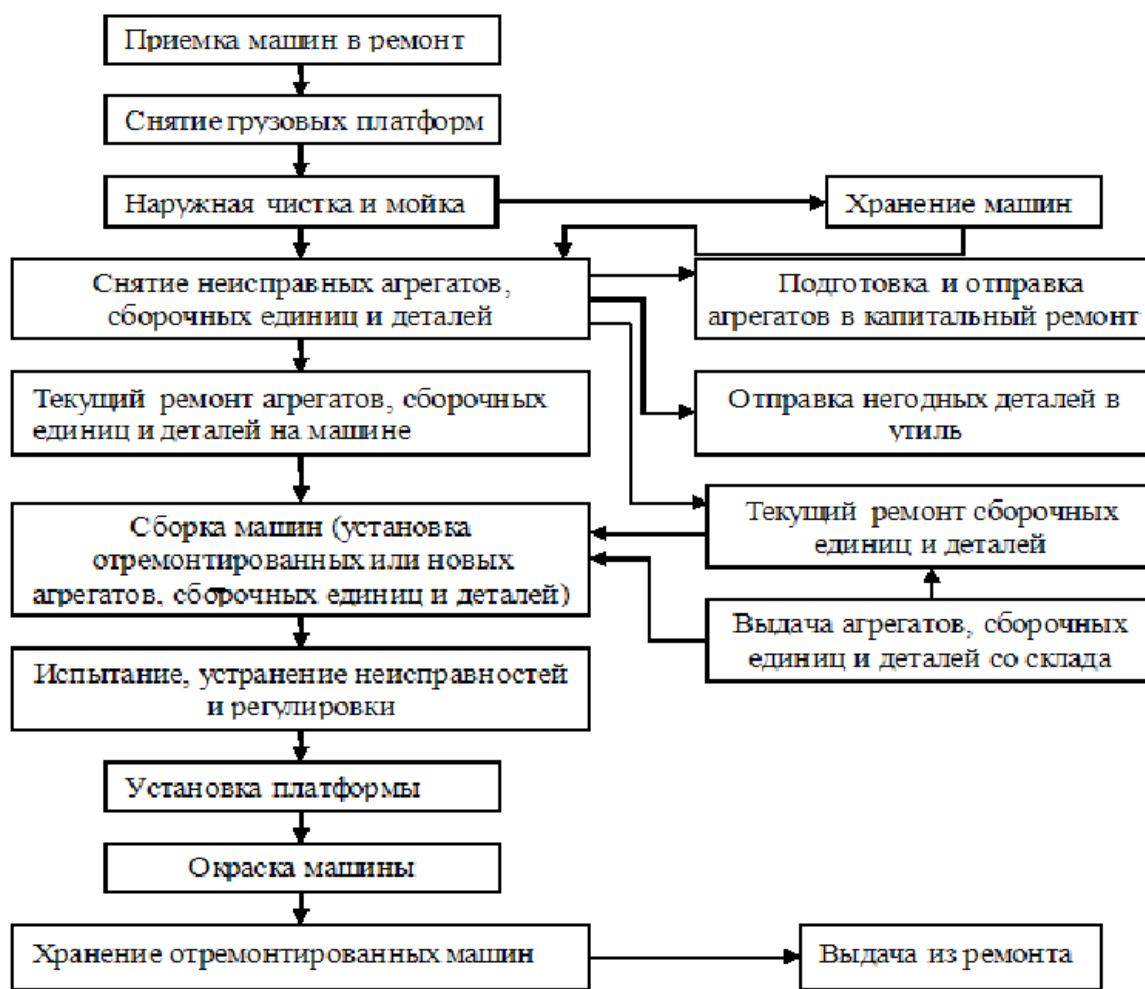 Приемка машин в ремонт
Снятие грузовых платформ
Наружная чистка и мойка
Хранение машин
Снятие неисправных агрегатов,
сборочных единиц и деталей
Подготовка и отправка
агрегатов в капитальный ремонт
Текущий ремонт агрегатов, сборочных
единиц и деталей на машине
Отправка негодных деталей в
утиль
Сборка машин (установка
отремонтированных или новых
агрегатов, сборочных единиц и деталей)
Текущий ремонт сборочных
единиц и деталей
Выдача агрегатов, сборочных
единиц и деталей со склада
Испытание, устранение неисправностей
и регулировки
Установка платформы
Окраска машины
Хранение отремонтированных машин
Выдача из ремонта